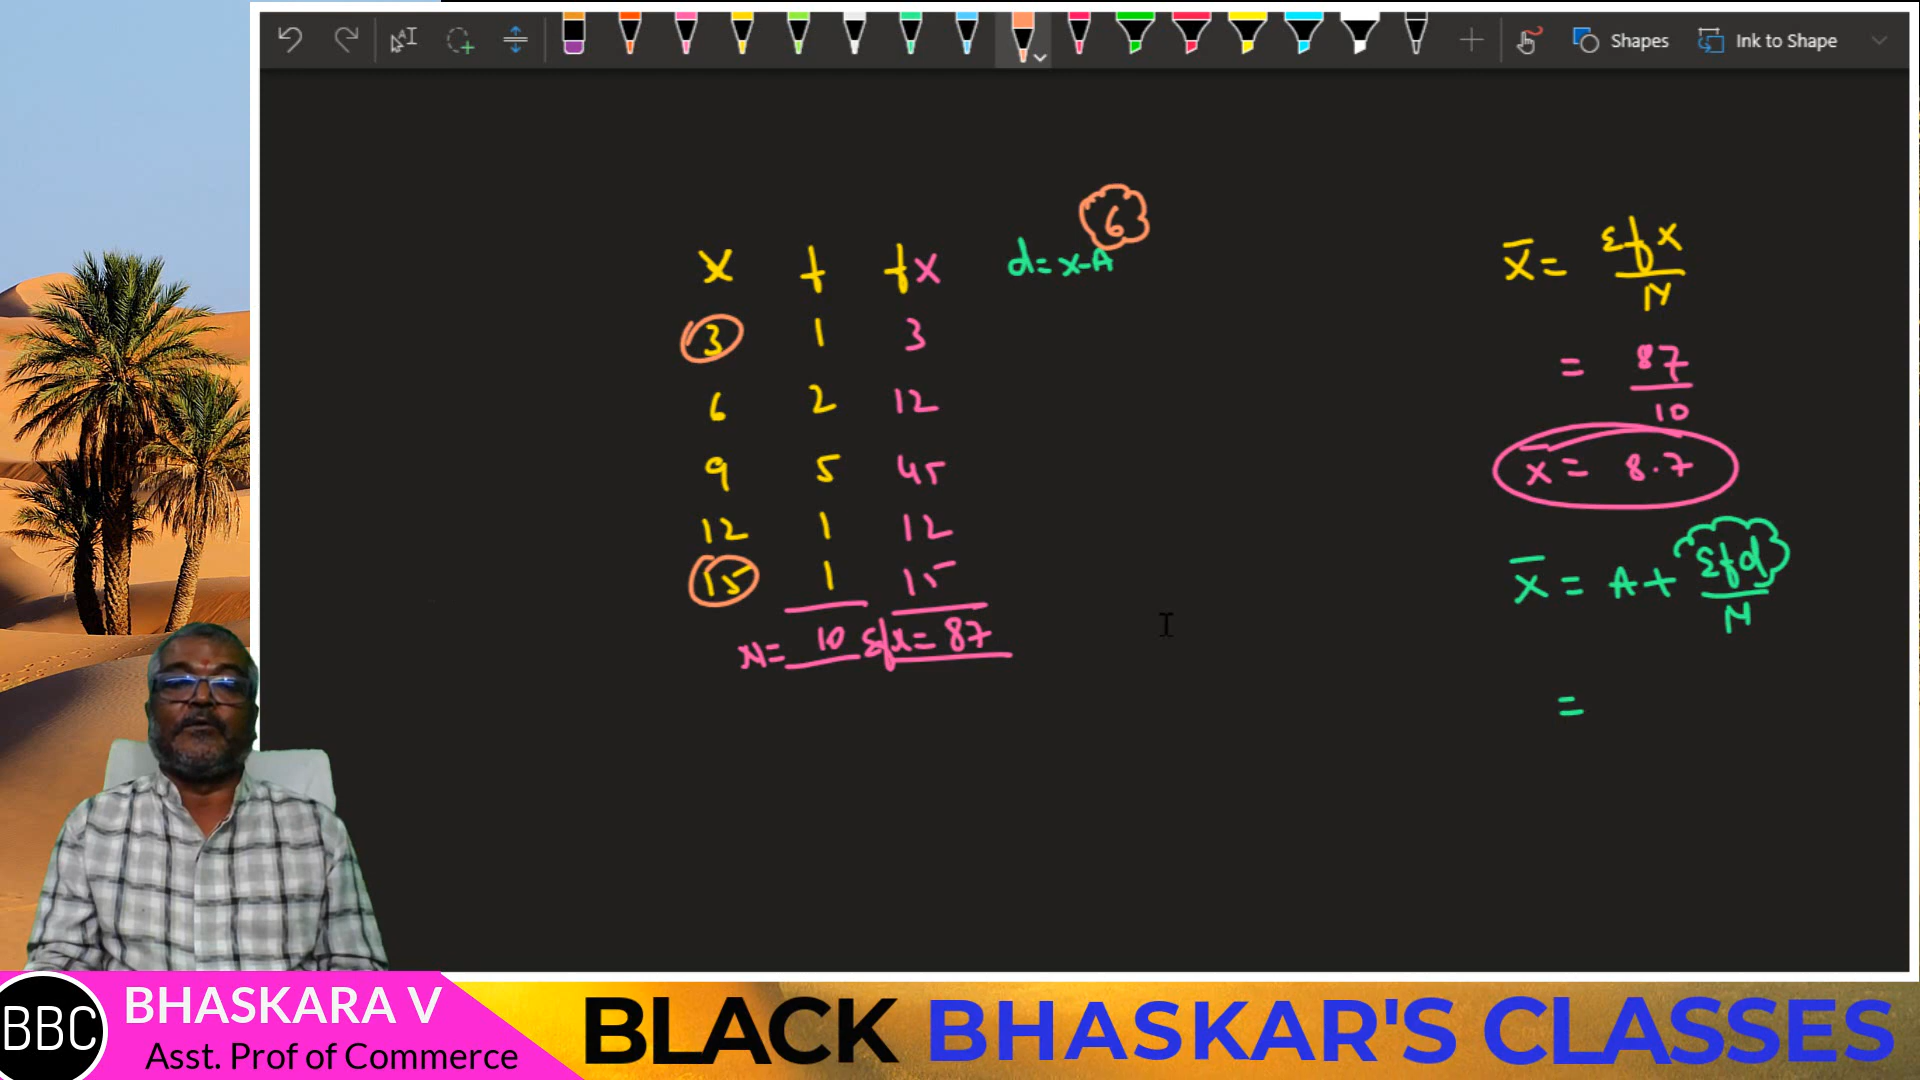 Shapes
Ink to Shape
6
x f fx d=x-A
3 1 3
6 2 12
9 5 45
12 1 12
15 1 15
N= 10 Σfx= 87
X̄ = Σfx/N
= 87/10
x̄ = 8.7
X̄ = A + Σfd/N
=
BBC
BHASKARA V
Asst. Prof of Commerce
BLACK BHASKAR'S CLASSES